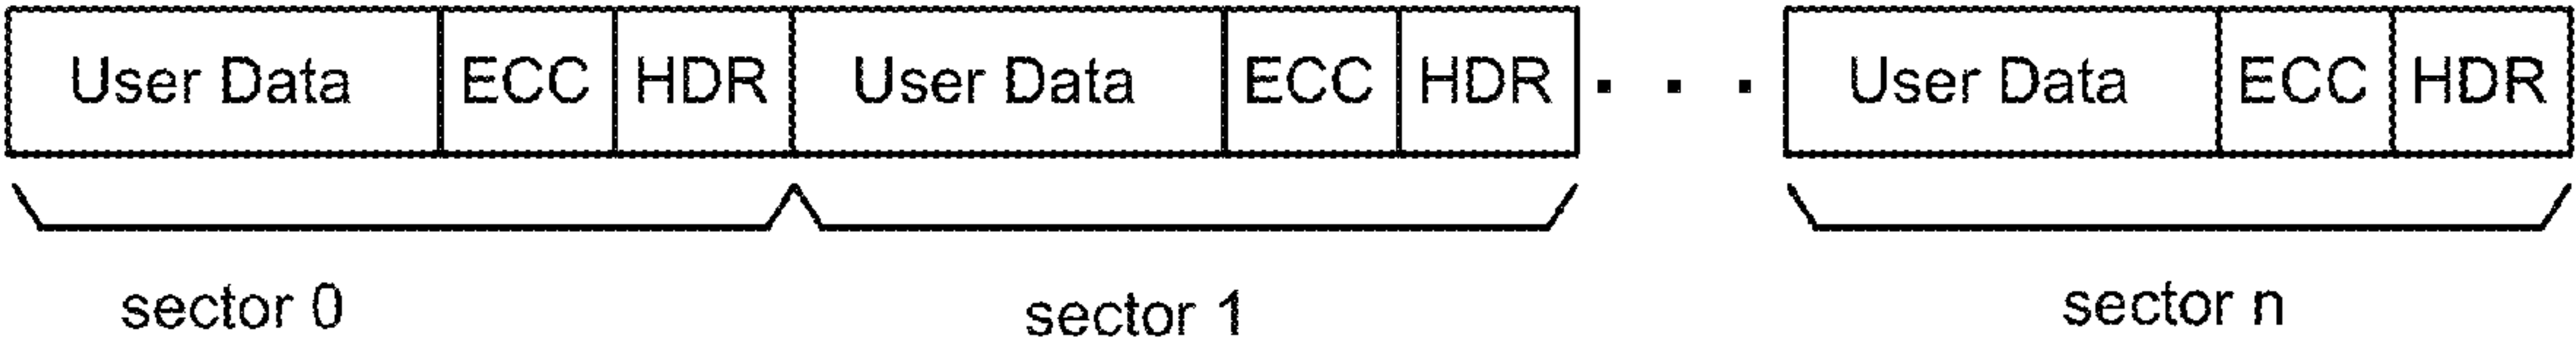 User Data ECC HDR User Data ECC HDR . . . User Data ECC HDR
sector 0 sector 1 sector n